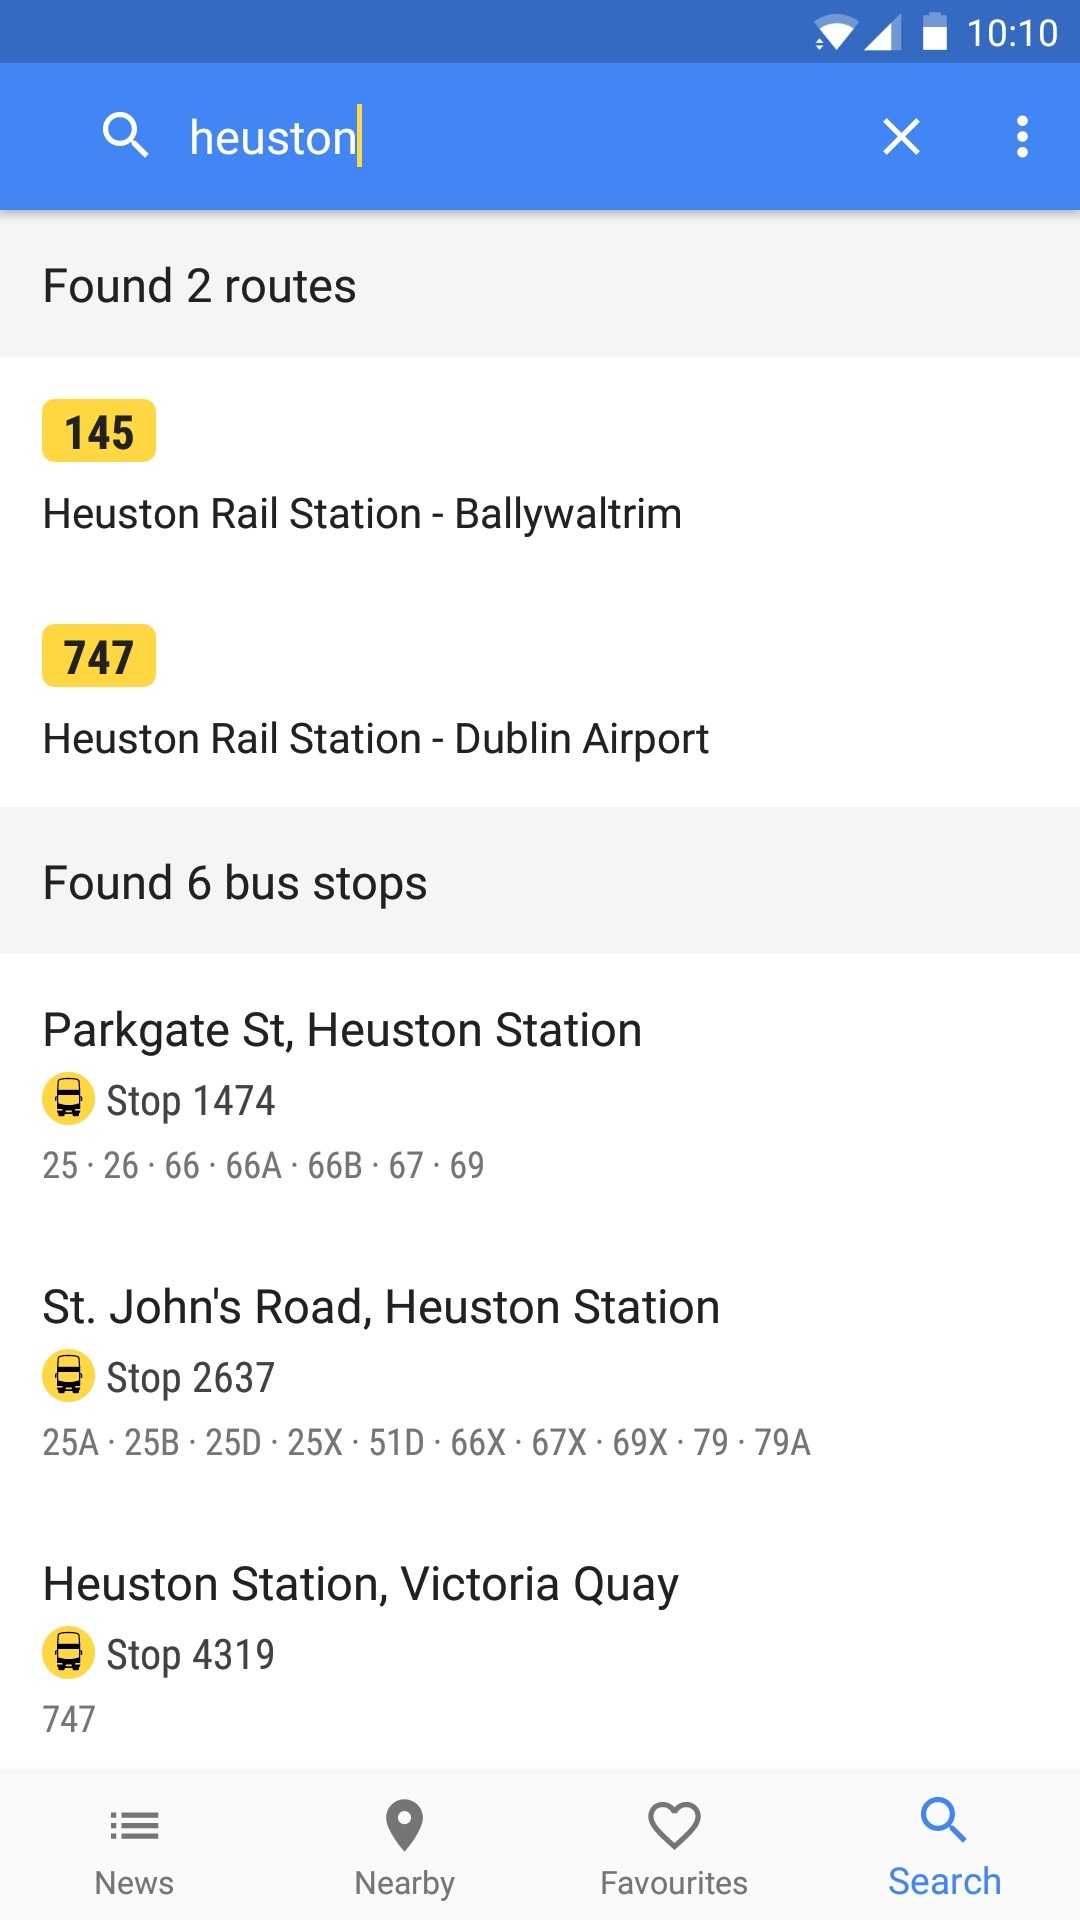 10:10
heuston
Found 2 routes
145
Heuston Rail Station - Ballywaltrim
747
Heuston Rail Station - Dublin Airport
Found 6 bus stops
Parkgate St, Heuston Station
Stop 1474
25 · 26 · 66 · 66A · 66B · 67 · 69
St. John's Road, Heuston Station
Stop 2637
25A · 25B · 25D · 25X · 51D · 66X · 67X · 69X · 79 · 79A
Heuston Station, Victoria Quay
Stop 4319
747
News
Nearby
Favourites
Search